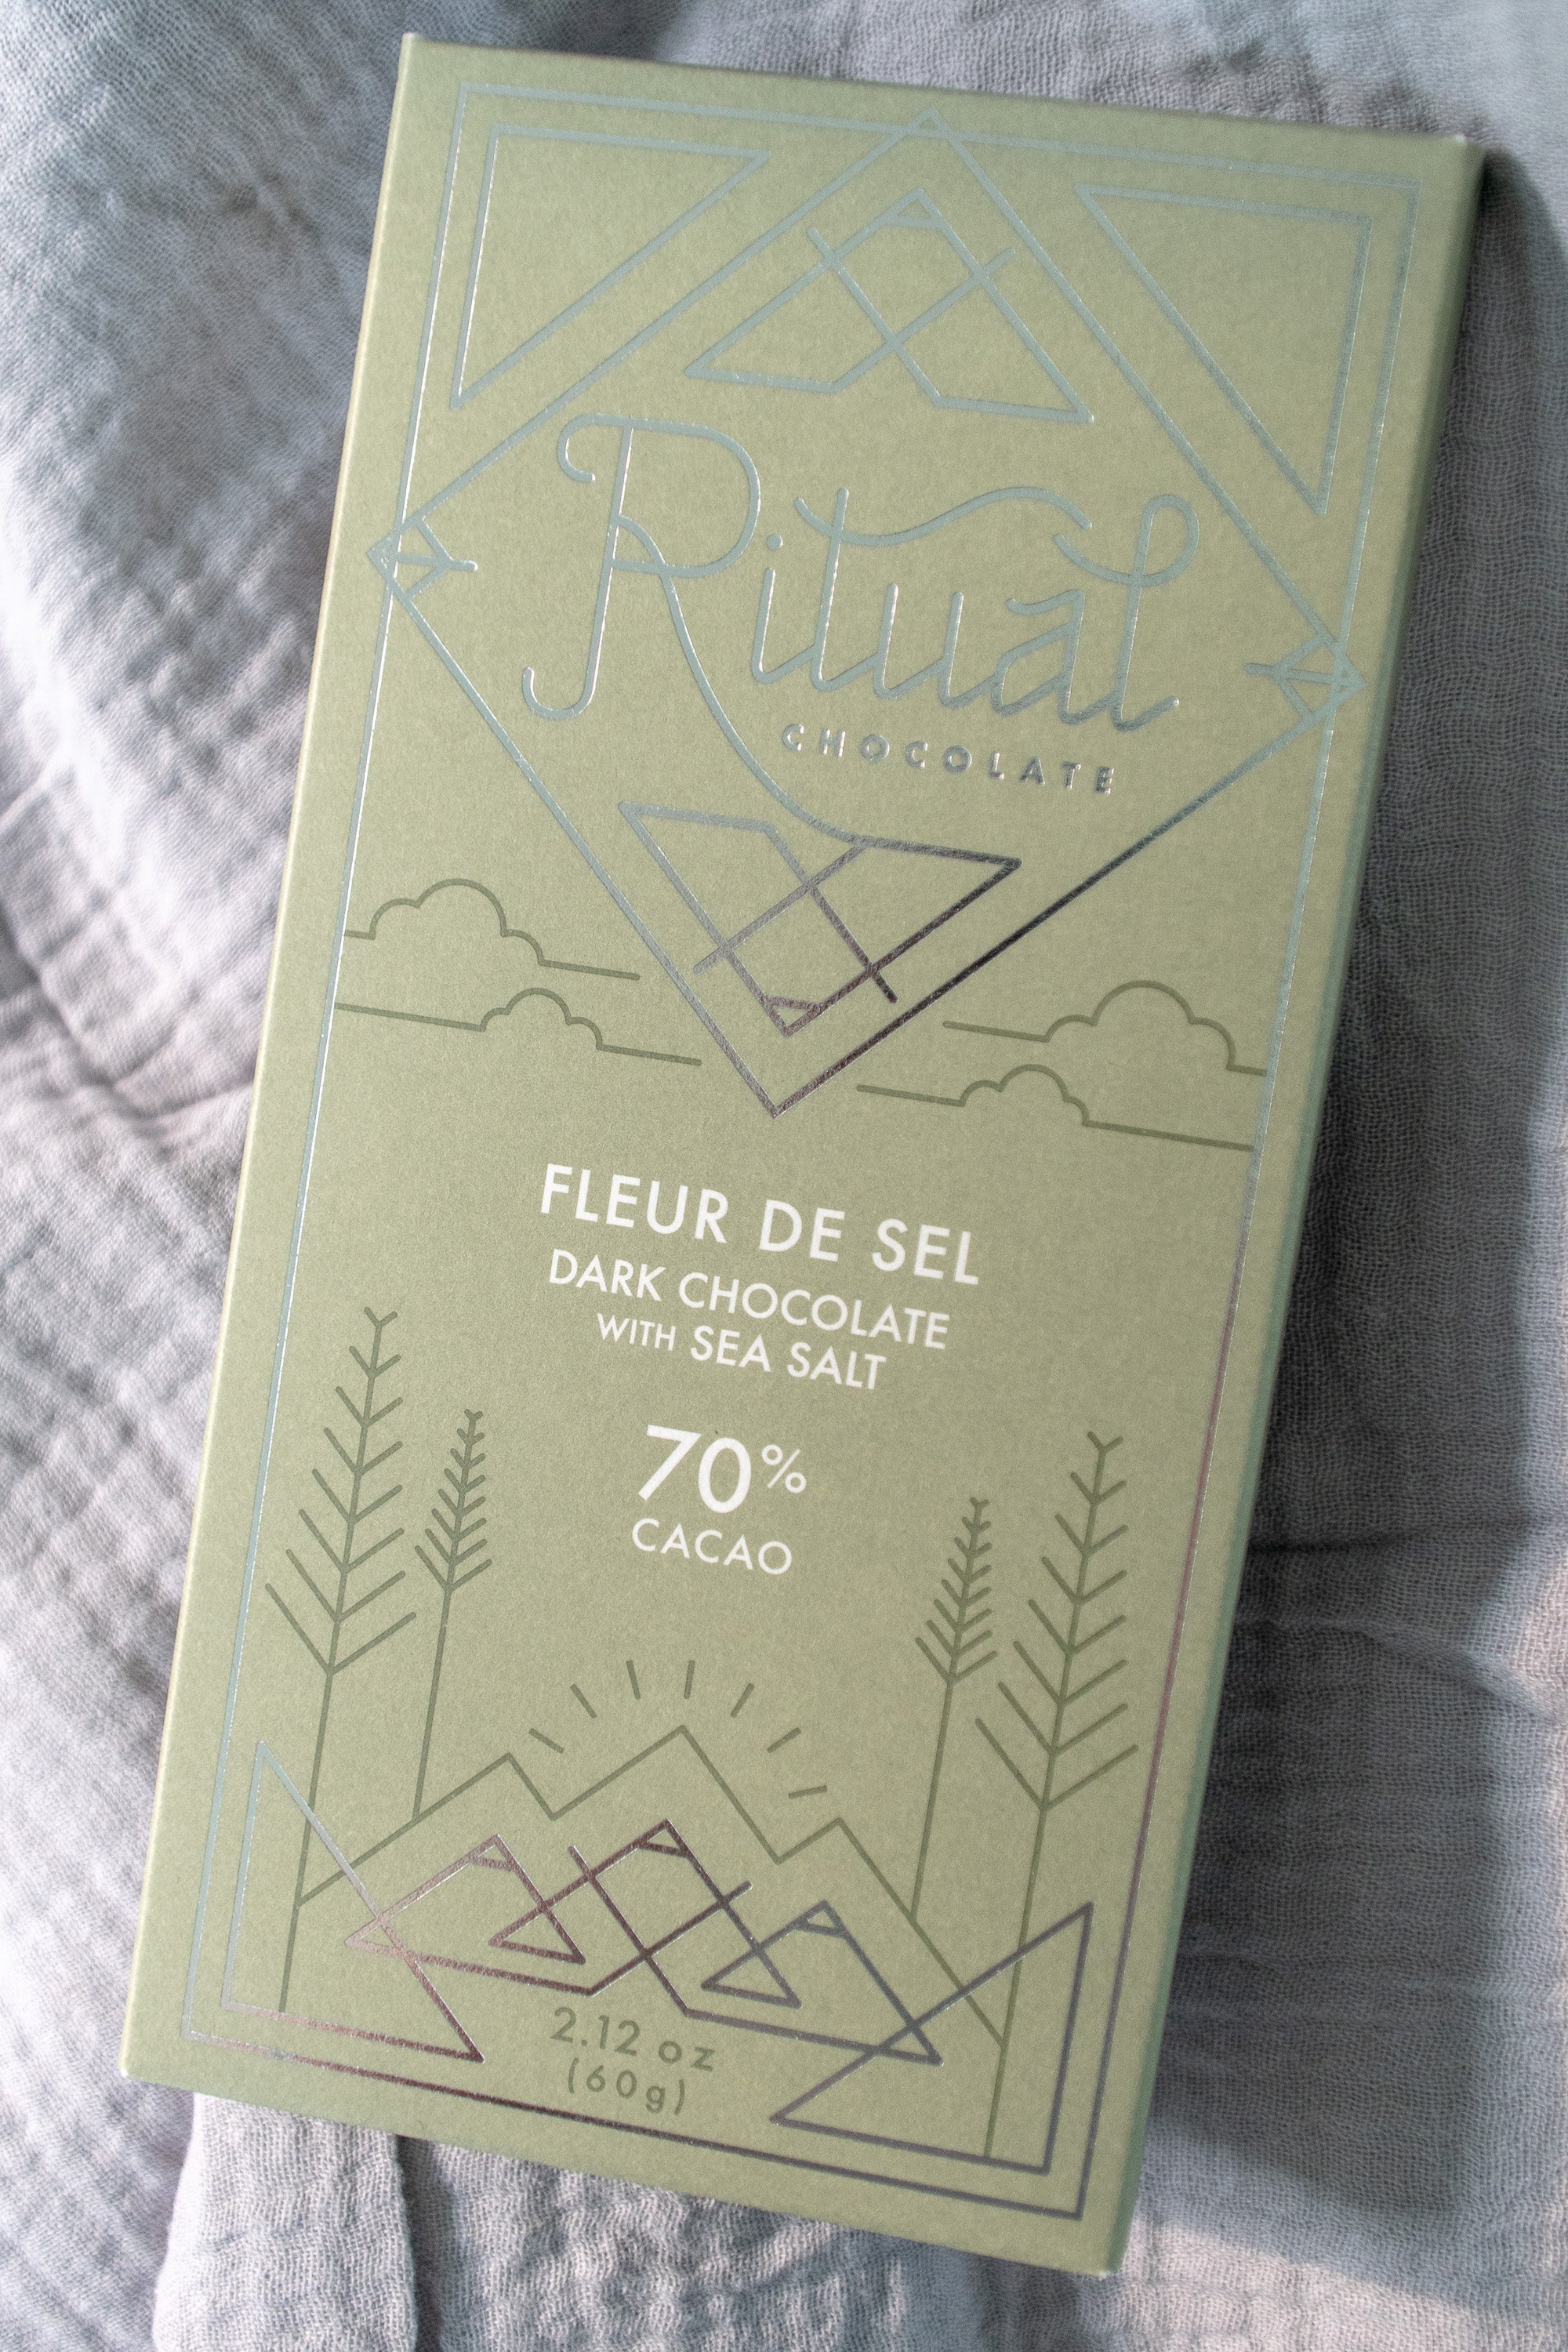 Ritual
CHOCOLATE
FLEUR DE SEL
DARK CHOCOLATE
WITH SEA SALT
70%
CACAO
2.12 oz
(60g)